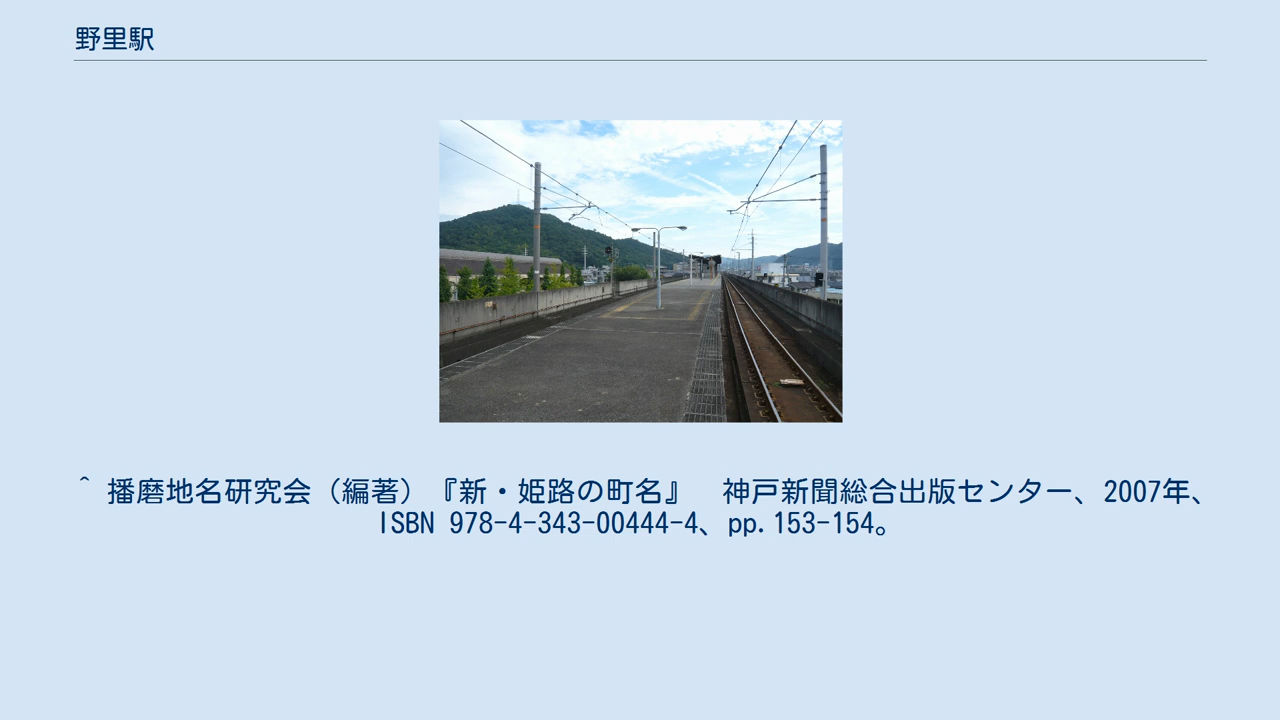 野里駅
^ 播磨地名研究会（編著）『新・姫路の町名』　神戸新聞総合出版センター、2007年、
ISBN 978-4-343-00444-4、pp.153-154。